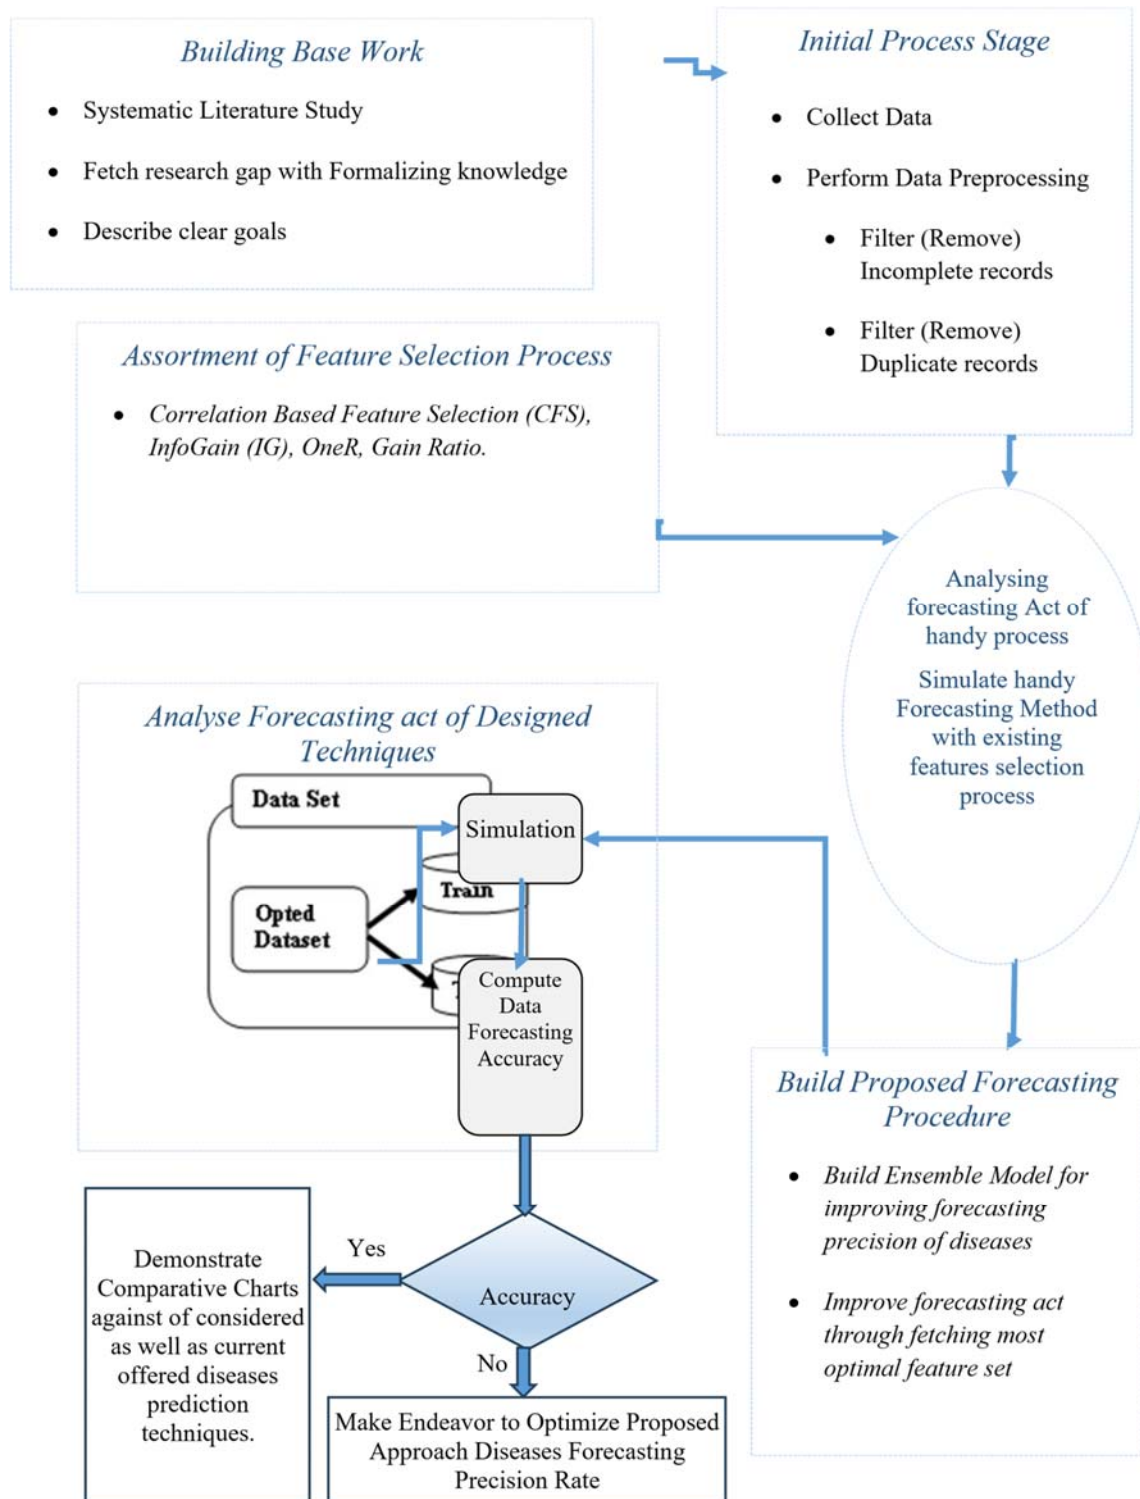 Building Base Work
• Systematic Literature Study
• Fetch research gap with Formalizing knowledge
• Describe clear goals
Initial Process Stage
• Collect Data
• Perform Data Preprocessing
• Filter (Remove)
Incomplete records
• Filter (Remove)
Duplicate records
Assortment of Feature Selection Process
• Correlation Based Feature Selection (CFS),
InfoGain (IG), OneR, Gain Ratio.
Analysing
forecasting Act of
handy process
Simulate handy
Forecasting Method
with existing
features selection
process
Analyse Forecasting act of Designed
Techniques
Data Set
Simulation
Train
Opted
Dataset
Compute
Data
Forecasting
Accuracy
Build Proposed Forecasting
Procedure
• Build Ensemble Model for
improving forecasting
precision of diseases
• Improve forecasting act
through fetching most
optimal feature set
Yes
Accuracy
No
Demonstrate
Comparative Charts
against of considered
as well as current
offered diseases
prediction
techniques.
Make Endeavor to Optimize Proposed
Approach Diseases Forecasting
Precision Rate